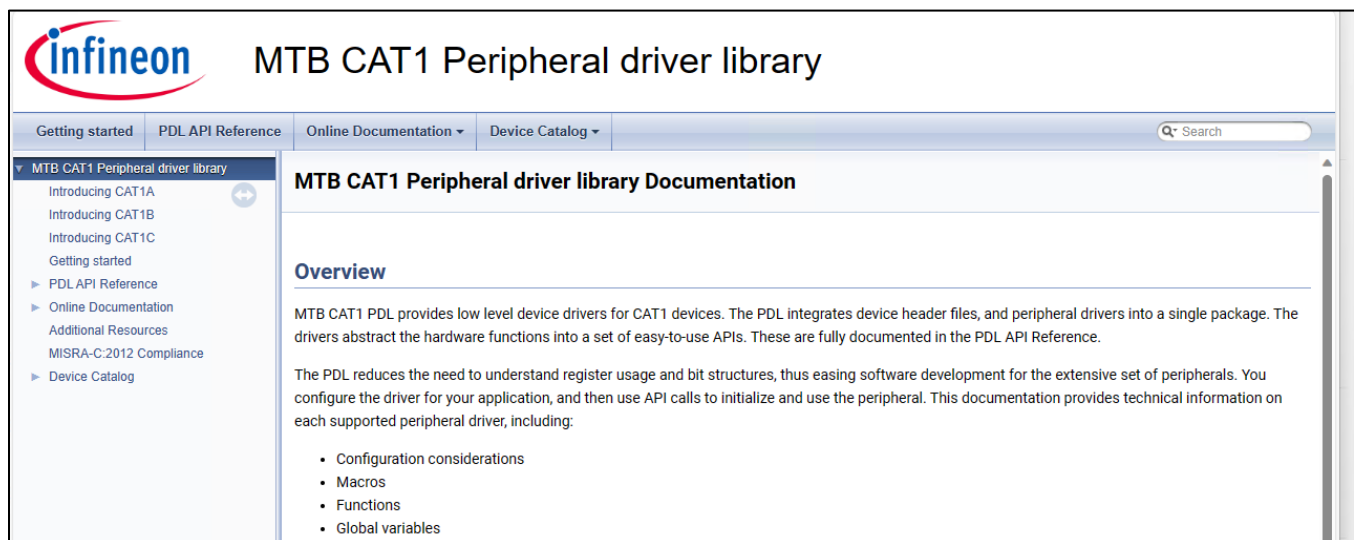 infineon
MTB CAT1 Peripheral driver library
Getting started
PDL API Reference
Online Documentation
Device Catalog
Search
MTB CAT1 Peripheral driver library
Introducing CAT1A
Introducing CAT1B
Introducing CAT1C
Getting started
PDL API Reference
Online Documentation
Additional Resources
MISRA-C:2012 Compliance
Device Catalog
MTB CAT1 Peripheral driver library Documentation
Overview
MTB CAT1 PDL provides low level device drivers for CAT1 devices. The PDL integrates device header files, and peripheral drivers into a single package. The
drivers abstract the hardware functions into a set of easy-to-use APIs. These are fully documented in the PDL API Reference.
The PDL reduces the need to understand register usage and bit structures, thus easing software development for the extensive set of peripherals. You
configure the driver for your application, and then use API calls to initialize and use the peripheral. This documentation provides technical information on
each supported peripheral driver, including:
• Configuration considerations
• Macros
• Functions
• Global variables